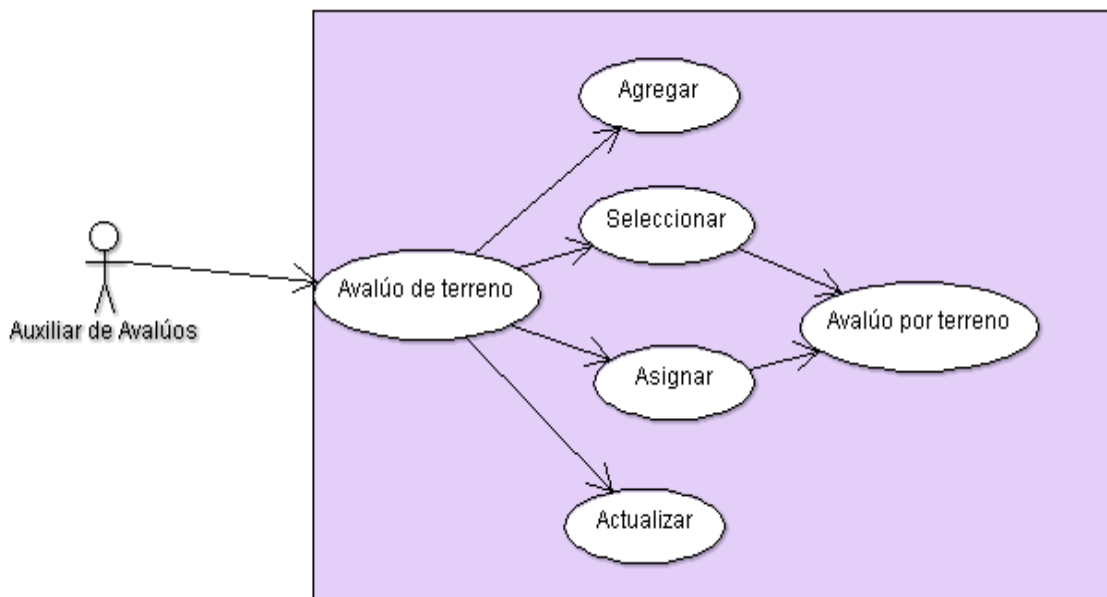 Agregar
Seleccionar
Avalúo de terreno
Avalúo por terreno
Auxiliar de Avalúos
Asignar
Actualizar